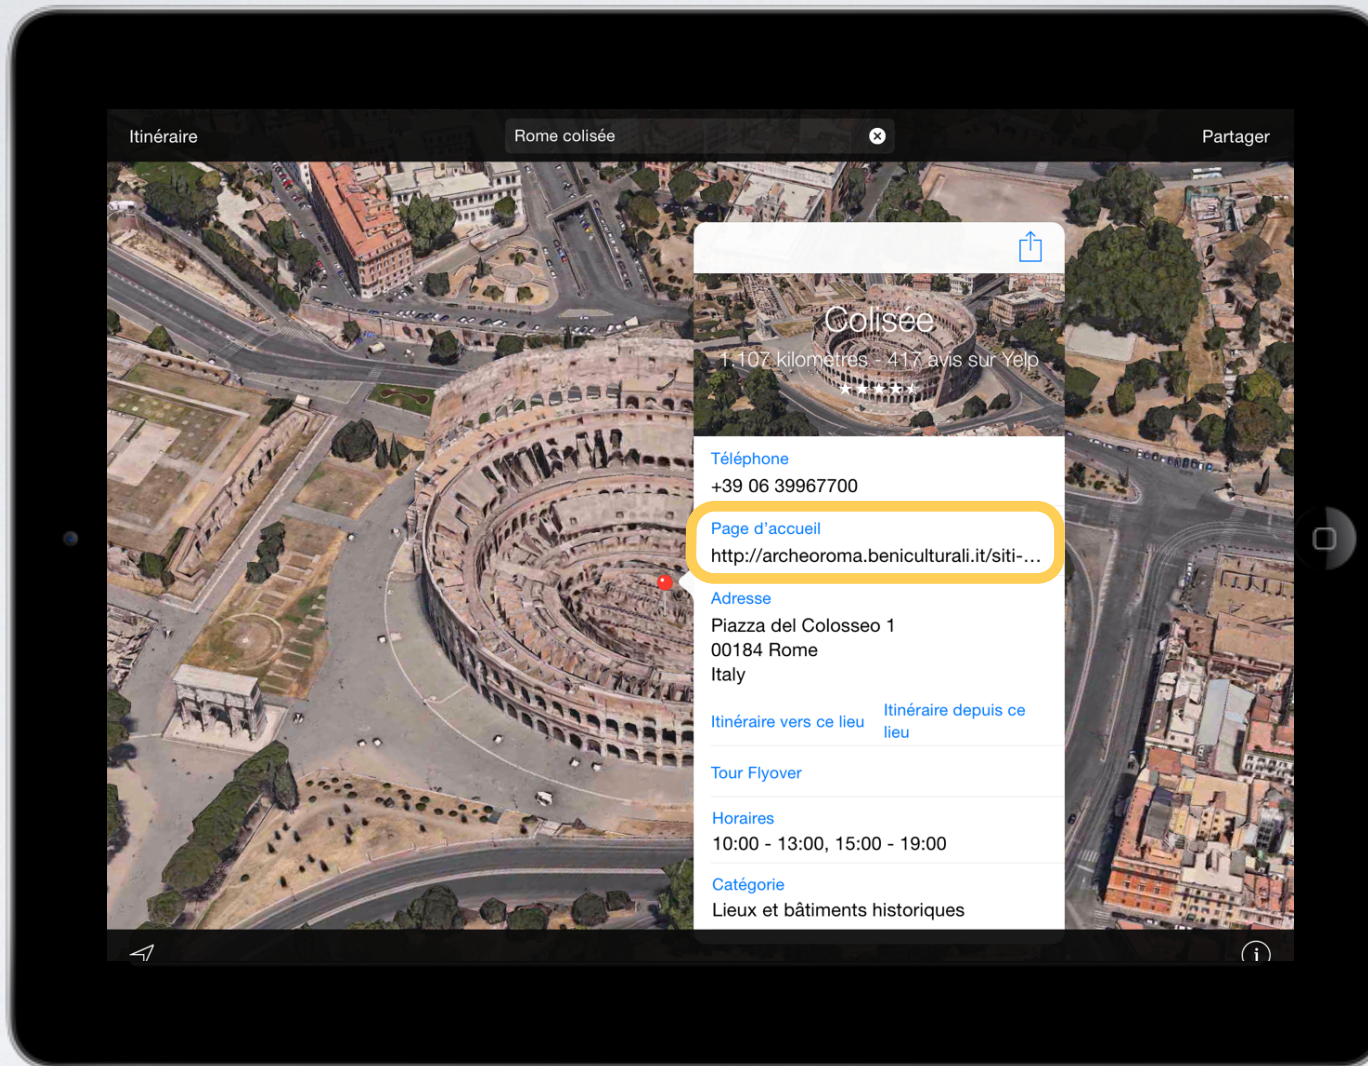 Itinéraire
Rome colisée
Partager
Colisée
1.107 kilomètres - 417 avis sur Yelp
Téléphone
+39 06 39967700
Page d’accueil
http://archeoroma.beniculturali.it/siti-…
Adresse
Piazza del Colosseo 1
00184 Rome
Italy
Itinéraire vers ce lieu
Itinéraire depuis ce
lieu
Tour Flyover
Horaires
10:00 - 13:00, 15:00 - 19:00
Catégorie
Lieux et bâtiments historiques